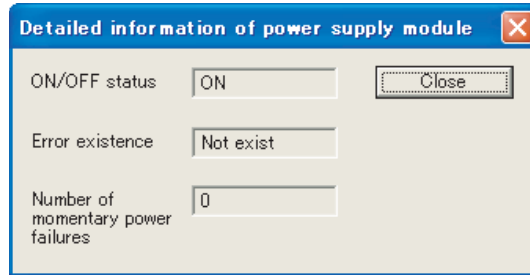 Detailed information of power supply module
ON/OFF status
ON
Close
Error existence
Not exist
Number of
momentary power
failures
0